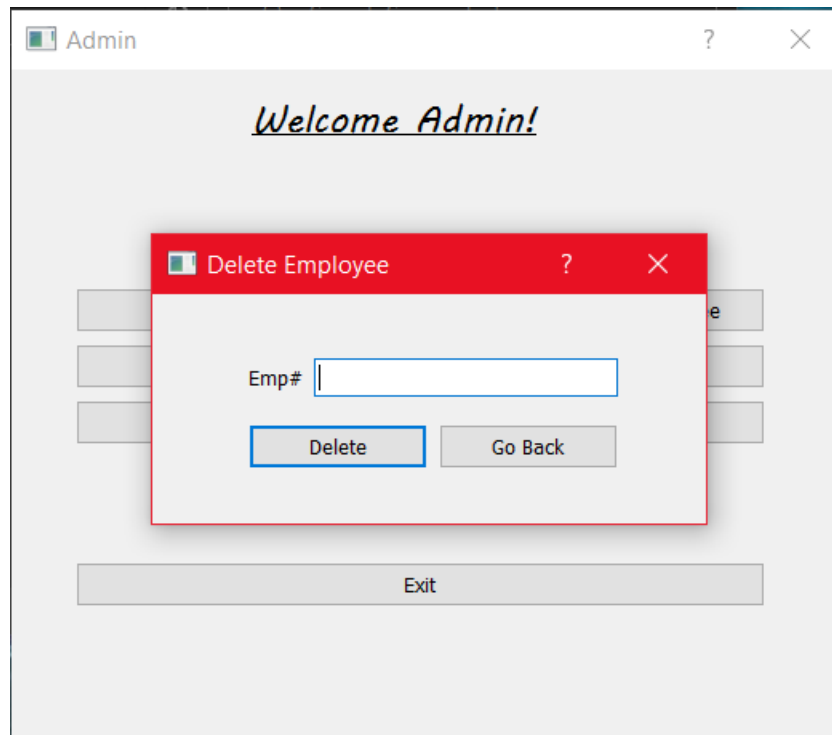 Admin
?
Welcome Admin!
Delete Employee
?
Emp#
Delete Go Back
Exit